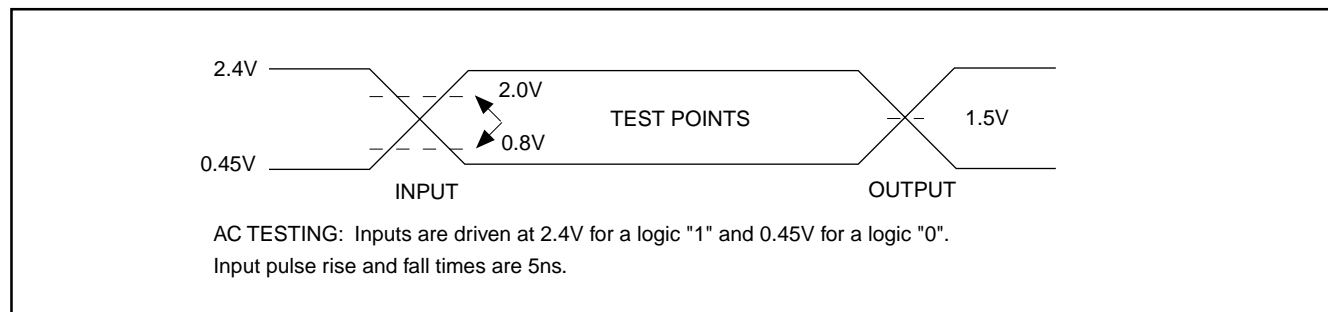 2.4V
2.0V
TEST POINTS
1.5V
0.8V
0.45V
INPUT
OUTPUT
AC TESTING: Inputs are driven at 2.4V for a logic "1" and 0.45V for a logic "0".
Input pulse rise and fall times are 5ns.